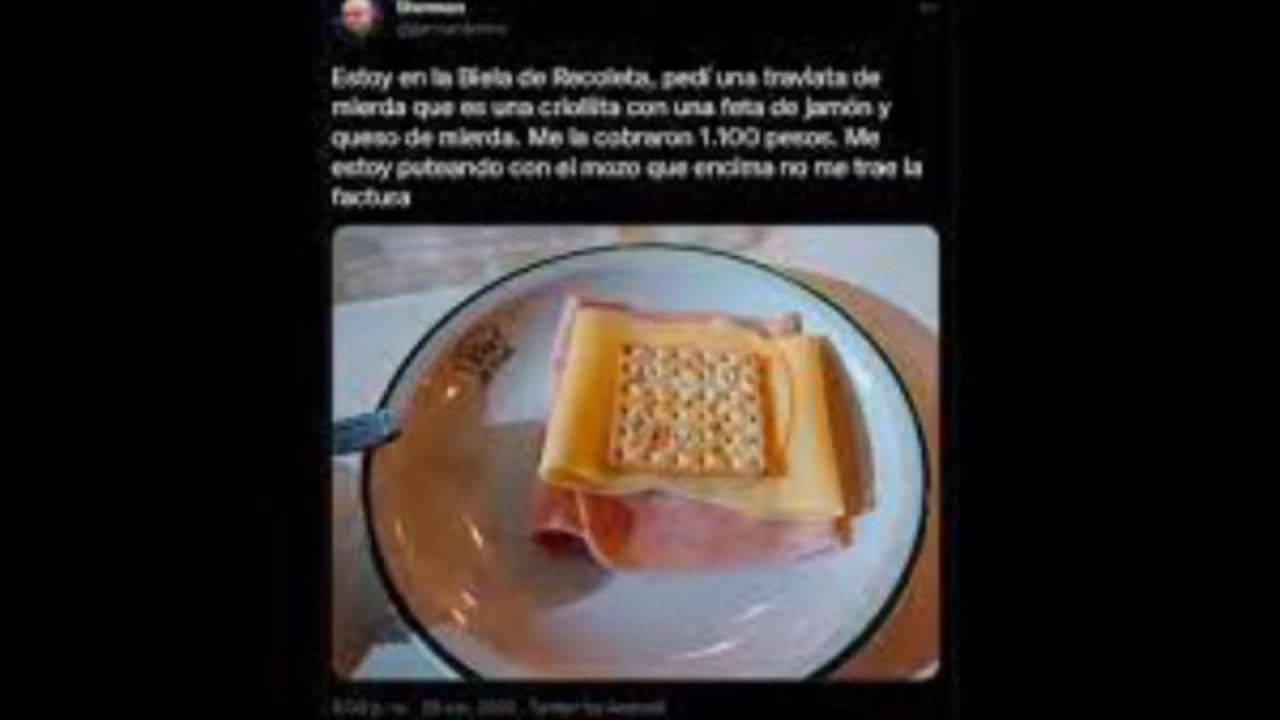 Estoy en la Biela de Recoleta, pedí una traviata de
mierda que es una criollita con una feta de jamón y
queso de mierda. Me la cobraron 1.100 pesos. Me
estoy puteando con el mozo que encima no me trae la
factura